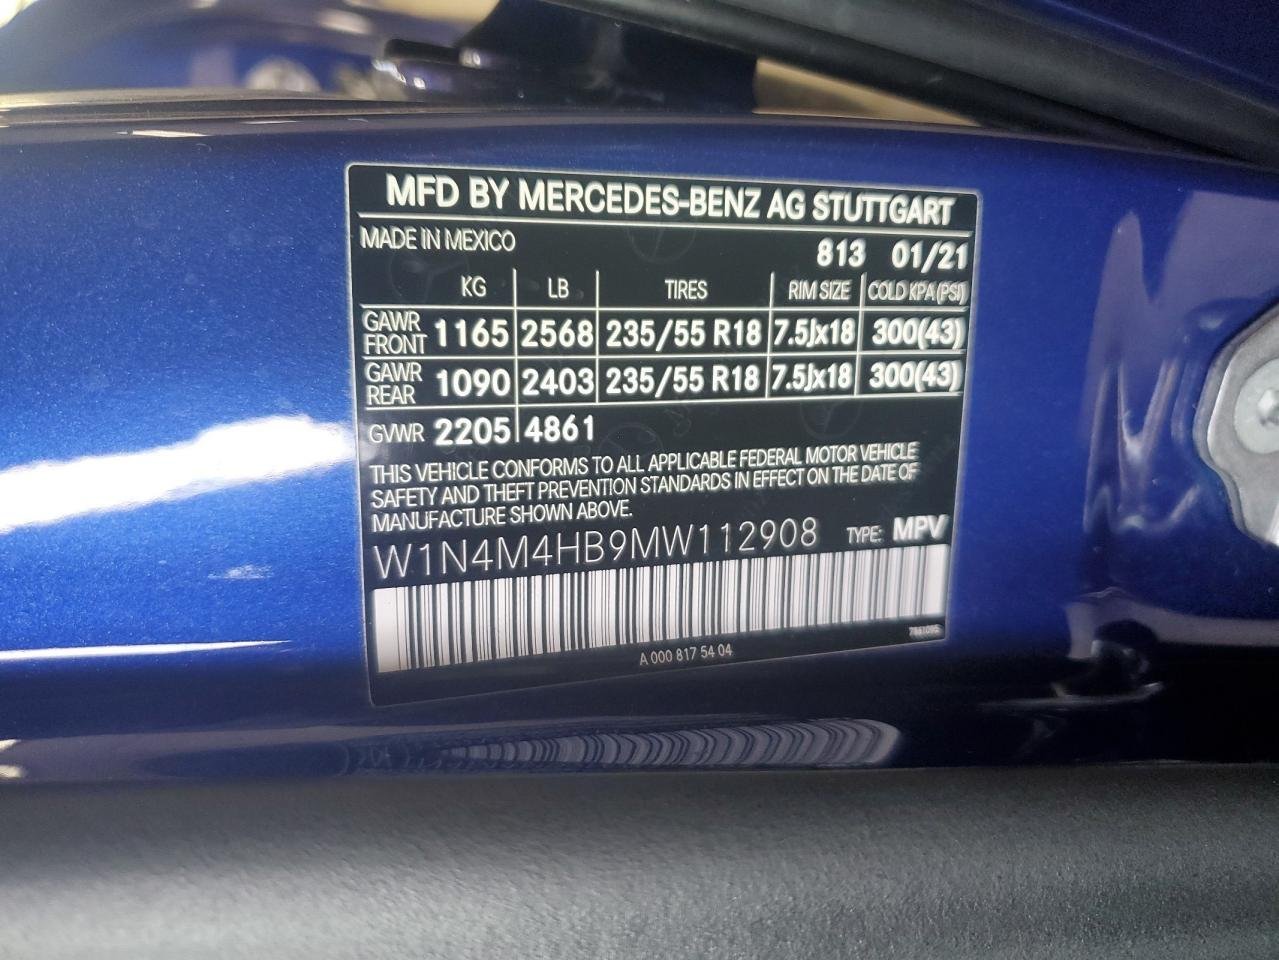 MFD BY MERCEDES-BENZ AG STUTTGART
MADE IN MEXICO 813 01/21
KG LB TIRES RIM SIZE COLD KPA (PSI)
GAWR FRONT 1165 2568 235/55 R18 7.5Jx18 300(43)
GAWR REAR 1090 2403 235/55 R18 7.5Jx18 300(43)
GVWR 2205 4861
THIS VEHICLE CONFORMS TO ALL APPLICABLE FEDERAL MOTOR VEHICLE
SAFETY AND THEFT PREVENTION STANDARDS IN EFFECT ON THE DATE OF
MANUFACTURE SHOWN ABOVE.
W1N4M4HB9MW112908 TYPE: MPV
A 000 817 54 04